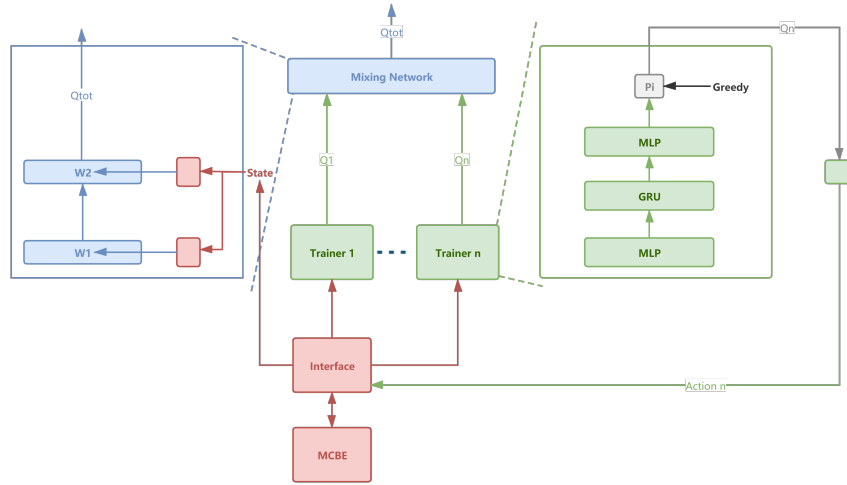 Qtot
Qn
Mixing Network
Pi
Greedy
Qtot
MLP
Q1
Qn
W2
State
GRU
W1
Trainer 1
Trainer n
MLP
Interface
Action n
MCBE